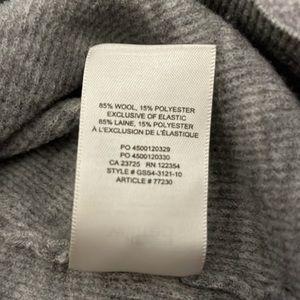 85% WOOL, 15% POLYESTER
EXCLUSIVE OF ELASTIC
85% LAINE, 15% POLYESTER
À L'EXCLUSION DE L'ÉLASTIQUE
PO 4500120329
PO 4500120330
CA 23725 RN 122354
STYLE # GS54-3121-10
ARTICLE # 77230